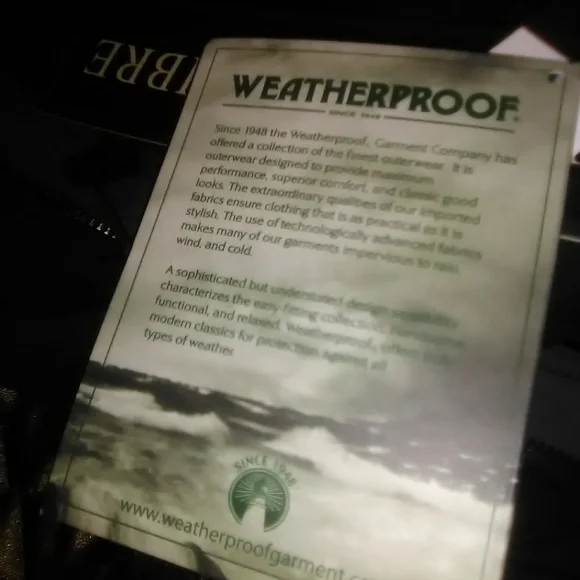 MBRE
WEATHERPROOF®
SINCE 1948
Since 1948 the Weatherproof® Garment Company has
offered a collection of the finest outerwear. It is
outerwear designed to provide maximum
performance, superior comfort, and classic good
looks. The extraordinary qualities of our imported
fabrics ensure clothing that is as practical as it is
stylish. The use of technologically advanced fabrics
makes many of our garments impervious to rain,
wind, and cold.
A sophisticated but understated design
characterizes the easy-fitting collection,
functional, and relaxed. Weatherproof® offers
modern classics for protection against all
types of weather.
SINCE 1948
www.weatherproofgarment.c